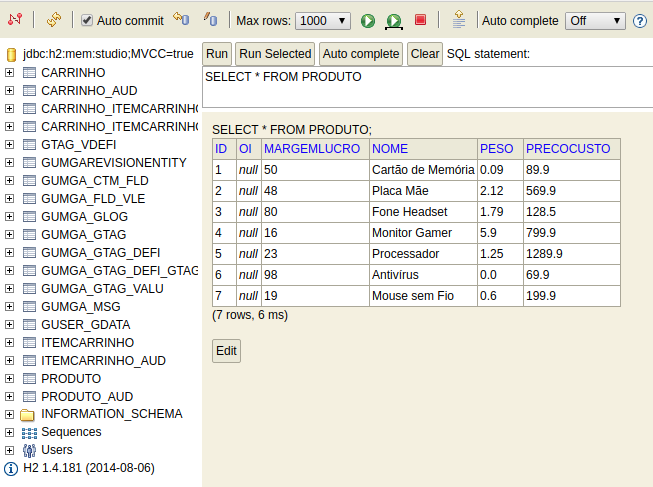 Auto commit Max rows: 1000 Auto complete Off
jdbc:h2:mem:studio;MVCC=true
CARRINHO
CARRINHO_AUD
CARRINHO_ITEMCARRINHO
CARRINHO_ITEMCARRINHO
GTAG_VDEFI
GUMGAREVISIONENTITY
GUMGA_CTM_FLD
GUMGA_FLD_VLE
GUMGA_GLOG
GUMGA_GTAG
GUMGA_GTAG_DEFI
GUMGA_GTAG_DEFI_GTAG
GUMGA_GTAG_VALU
GUMGA_MSG
GUSER_GDATA
ITEMCARRINHO
ITEMCARRINHO_AUD
PRODUTO
PRODUTO_AUD
INFORMATION_SCHEMA
Sequences
Users
H2 1.4.181 (2014-08-06)
Run Run Selected Auto complete Clear SQL statement:
SELECT * FROM PRODUTO
SELECT * FROM PRODUTO;
ID OI MARGEMLUCRO NOME PESO PRECOCUSTO
1 null 50 Cartão de Memória 0.09 89.9
2 null 48 Placa Mãe 2.12 569.9
3 null 80 Fone Headset 1.79 128.5
4 null 16 Monitor Gamer 5.9 799.9
5 null 23 Processador 1.25 1289.9
6 null 98 Antivírus 0.0 69.9
7 null 19 Mouse sem Fio 0.6 199.9
(7 rows, 6 ms)
Edit